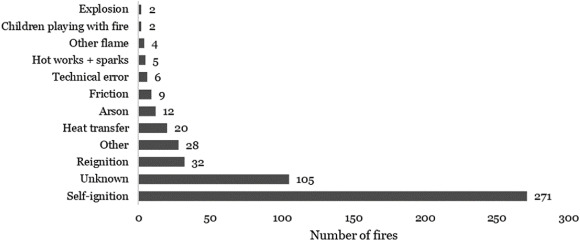 Explosion 2
Children playing with fire 2
Other flame 4
Hot works + sparks 5
Technical error 6
Friction 9
Arson 12
Heat transfer 20
Other 28
Reignition 32
Unknown 105
Self-ignition 271
0 50 100 150 200 250 300
Number of fires